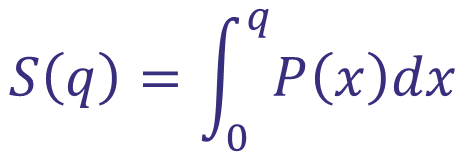 S(q) = ∫₀^q P(x)dx